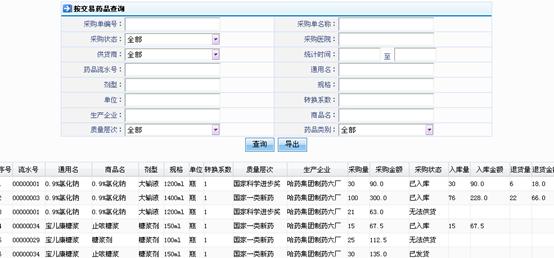 按交易药品查询
采购单编号： 采购单名称：
采购状态： 全部 采购医院：
供货商： 全部 统计时间： 至
药品流水号： 通用名：
剂型： 规格：
单位： 转换系数：
生产企业： 商品名：
质量层次： 全部 药品类别： 全部
查询 导出
序号 流水号 通用名 商品名 剂型 规格 单位 转换系数 质量层次 生产企业 采购量 采购金额 采购状态 入库量 入库金额 退货量 退货金额
00000001 0.9%氯化钠 0.9%氯化钠 大输液 1200ml 瓶 1 国家科学进步奖 哈药集团制药六厂 30 90.0 已入库 30 90.0 6 18.0
00000002 0.9%氯化钠 0.9%氯化钠 大输液 1400ml 瓶 1 国家一类新药 哈药集团制药六厂 100 300.0 已入库 76 228.0 22 66.0
00000001 0.9%氯化钠 0.9%氯化钠 大输液 1200ml 瓶 1 国家科学进步奖 哈药集团制药六厂 21 63.0 无法供货
00000034 宝儿康糖浆 止咳糖浆 糖浆剂 150ml 瓶 1 国家一类新药 哈药集团制药六厂 15 67.5 已入库 15 67.5
00000029 宝儿康糖浆 糖浆剂 糖浆剂 100ml 瓶 1 国家一类新药 哈药集团制药六厂 25 112.5 无法供货
00000034 宝儿康糖浆 止咳糖浆 糖浆剂 150ml 瓶 1 国家一类新药 哈药集团制药六厂 30 135.0 已发货